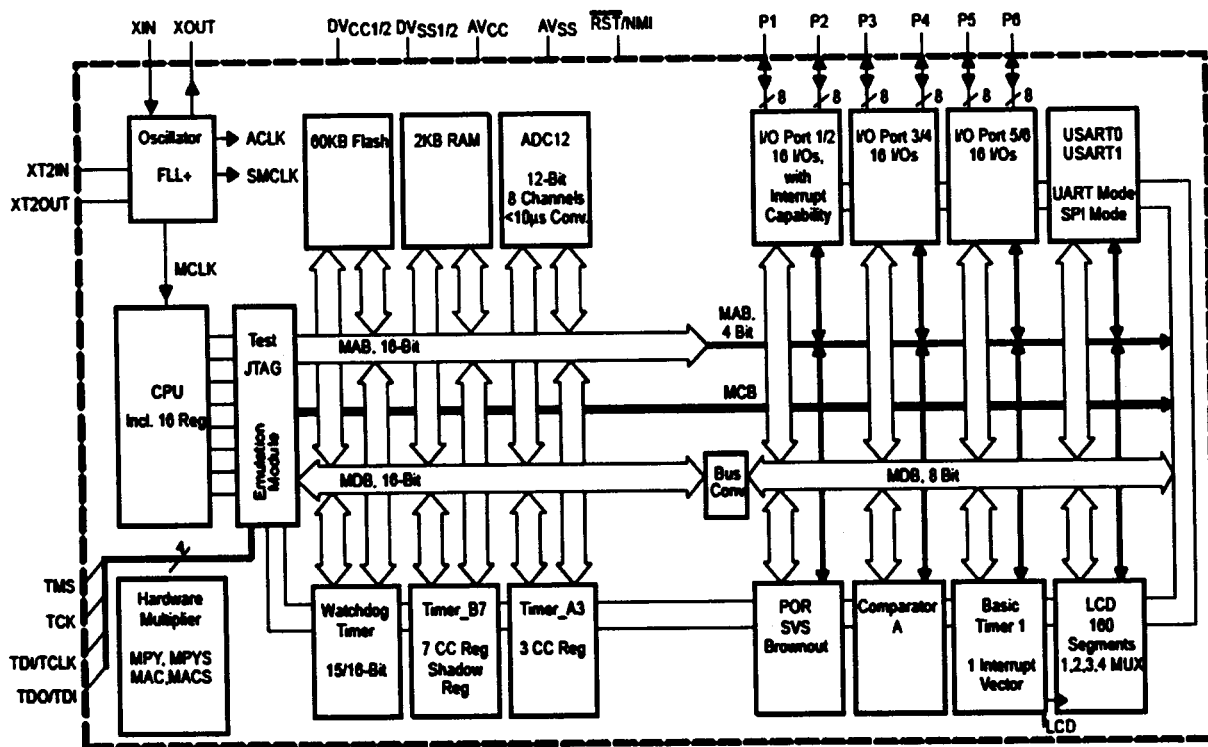 XIN
XOUT
DVCC1/2
DVSS1/2
AVCC
AVSS
RST/NMI
P1
P2
P3
P4
P5
P6
8
8
8
8
8
8
Oscillator
FLL+
ACLK
SMCLK
XT2IN
XT2OUT
MCLK
60KB Flash
2KB RAM
ADC12
12-Bit
8 Channels
<10μs Conv.
I/O Port 1/2
16 I/Os,
with
Interrupt
Capability
I/O Port 3/4
16 I/Os
I/O Port 5/6
16 I/Os
USART0
USART1
UART Mode
SPI Mode
CPU
Incl. 16 Reg
Test
JTAG
Emulation
Module
MAB, 16-Bit
MAB,
4 Bit
MCB
MDB, 16-Bit
Bus
Conv
MDB, 8 Bit
4
TMS
TCK
TDI/TCLK
TDO/TDI
Hardware
Multiplier
MPY, MPYS
MAC,MACS
Watchdog
Timer
15/16-Bit
Timer_B7
7 CC Reg
Shadow
Reg
Timer_A3
3 CC Reg
POR
SVS
Brownout
Comparator
A
Basic
Timer 1
1 Interrupt
Vector
LCD
160
Segments
1,2,3,4 MUX
fLCD